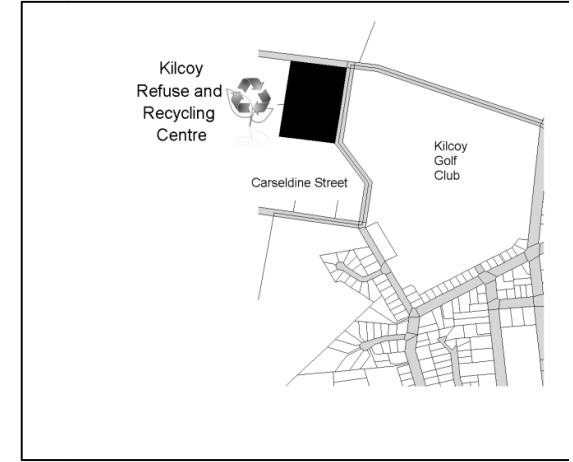 Kilcoy
Refuse and
Recycling
Centre
Kilcoy
Golf
Club
Carseldine Street